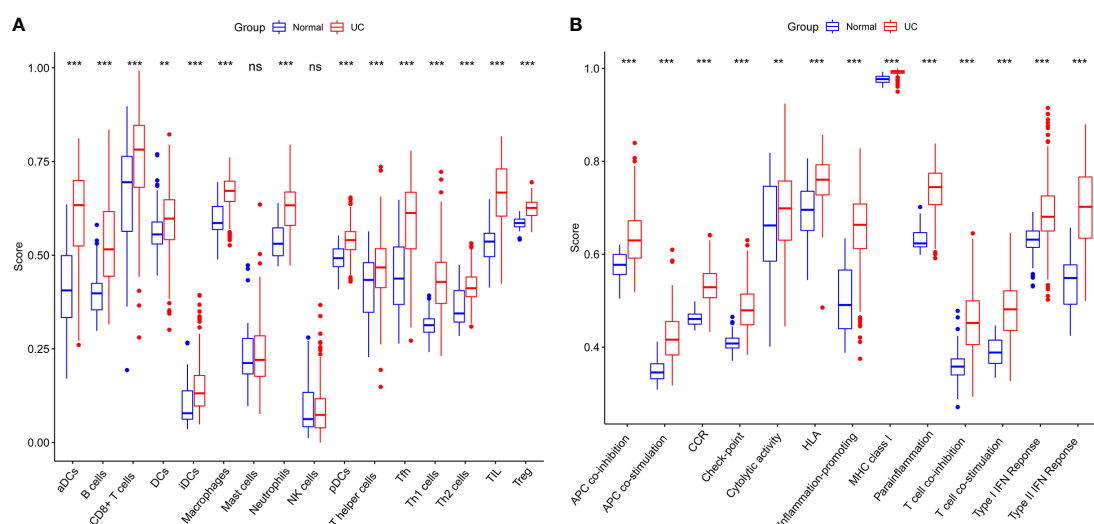 A
Group Normal UC
*** *** *** ** *** *** ns *** ns *** *** *** *** *** *** ***
1.00
0.75
0.50
0.25
0.00
Score
aDCs
B cells
CD8+ T cells
DCs
iDCs
Macrophages
Mast cells
Neutrophils
NK cells
pDCs
T helper cells
Tfh
Th1 cells
Th2 cells
TIL
Treg
B
Group Normal UC
*** *** *** *** ** *** *** *** *** *** *** *** ***
1.0
0.8
0.6
0.4
Score
APC co-inhibition
APC co-stimulation
CCR
Check-point
Cytolytic activity
HLA
Inflammation-promoting
MHC class I
Parainflammation
T cell co-inhibition
T cell co-stimulation
Type I IFN Reponse
Type II IFN Reponse